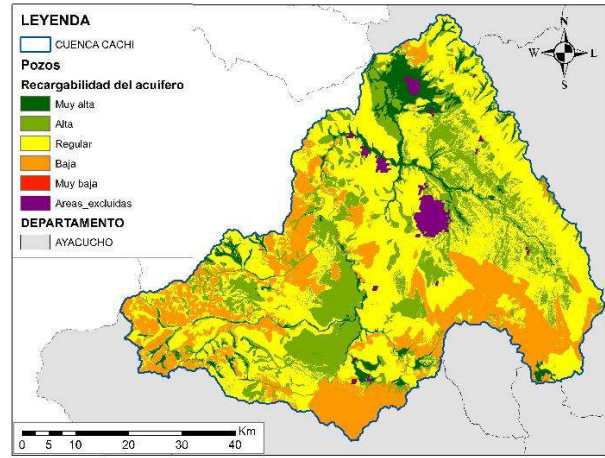 LEYENDA
CUENCA CACHI
Pozos
Recargabilidad del acuifero
Muy alta
Alta
Regular
Baja
Muy baja
Areas_excluidas
DEPARTAMENTO
AYACUCHO
N
W
L
S
Km
0 5 10 20 30 40